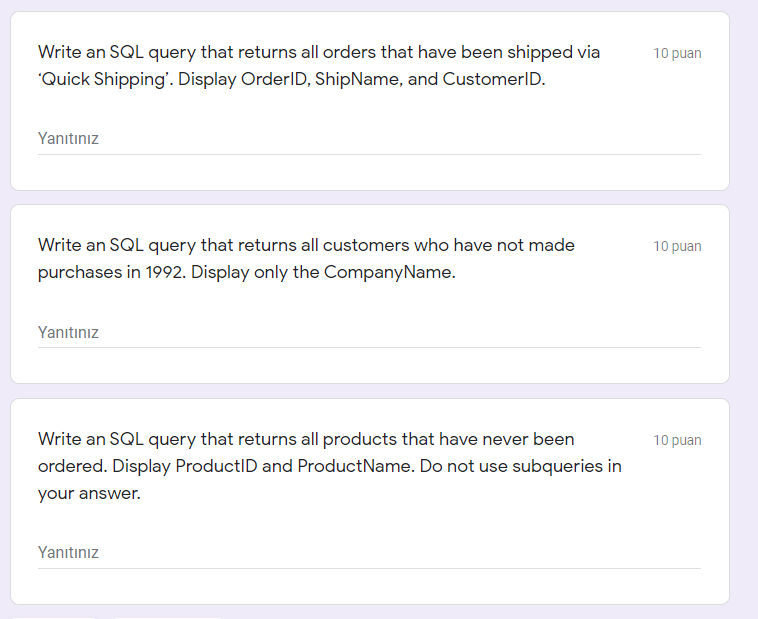 Write an SQL query that returns all orders that have been shipped via
10 puan
‘Quick Shipping’. Display OrderID, ShipName, and CustomerID.
Yanıtınız
Write an SQL query that returns all customers who have not made
10 puan
purchases in 1992. Display only the CompanyName.
Yanıtınız
Write an SQL query that returns all products that have never been
10 puan
ordered. Display ProductID and ProductName. Do not use subqueries in
your answer.
Yanıtınız